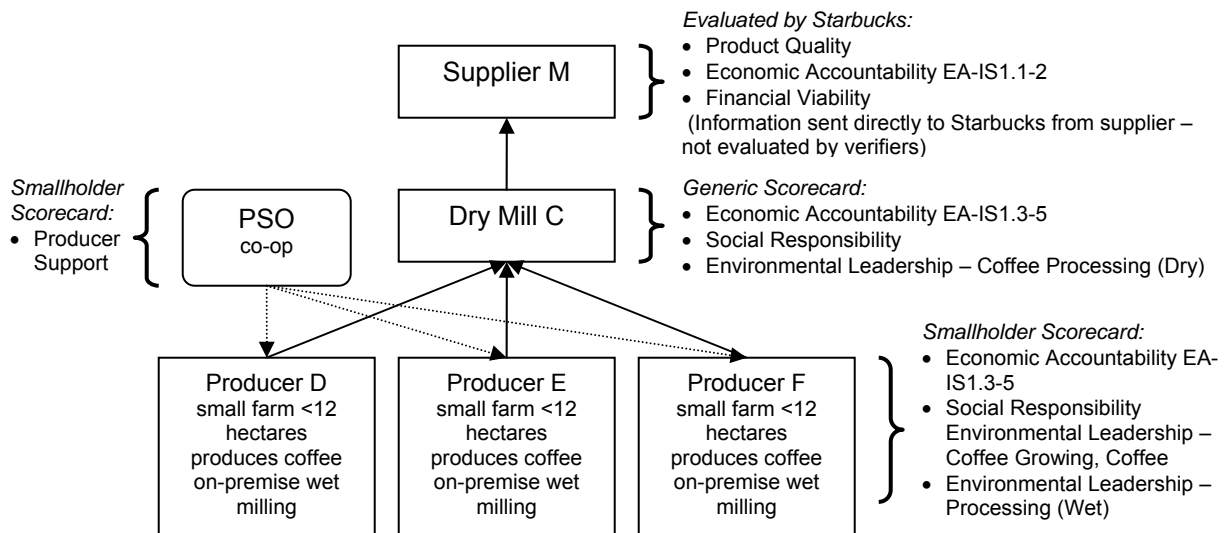 Evaluated by Starbucks:
• Product Quality
• Economic Accountability EA-IS1.1-2
• Financial Viability
(Information sent directly to Starbucks from supplier –
not evaluated by verifiers)
Supplier M
Smallholder
Scorecard:
• Producer
Support
PSO
co-op
Dry Mill C
Generic Scorecard:
• Economic Accountability EA-IS1.3-5
• Social Responsibility
• Environmental Leadership – Coffee Processing (Dry)
Producer D
small farm <12
hectares
produces coffee
on-premise wet
milling
Producer E
small farm <12
hectares
produces coffee
on-premise wet
milling
Producer F
small farm <12
hectares
produces coffee
on-premise wet
milling
Smallholder Scorecard:
• Economic Accountability EA-
IS1.3-5
• Social Responsibility
Environmental Leadership –
Coffee Growing, Coffee
• Environmental Leadership –
Processing (Wet)